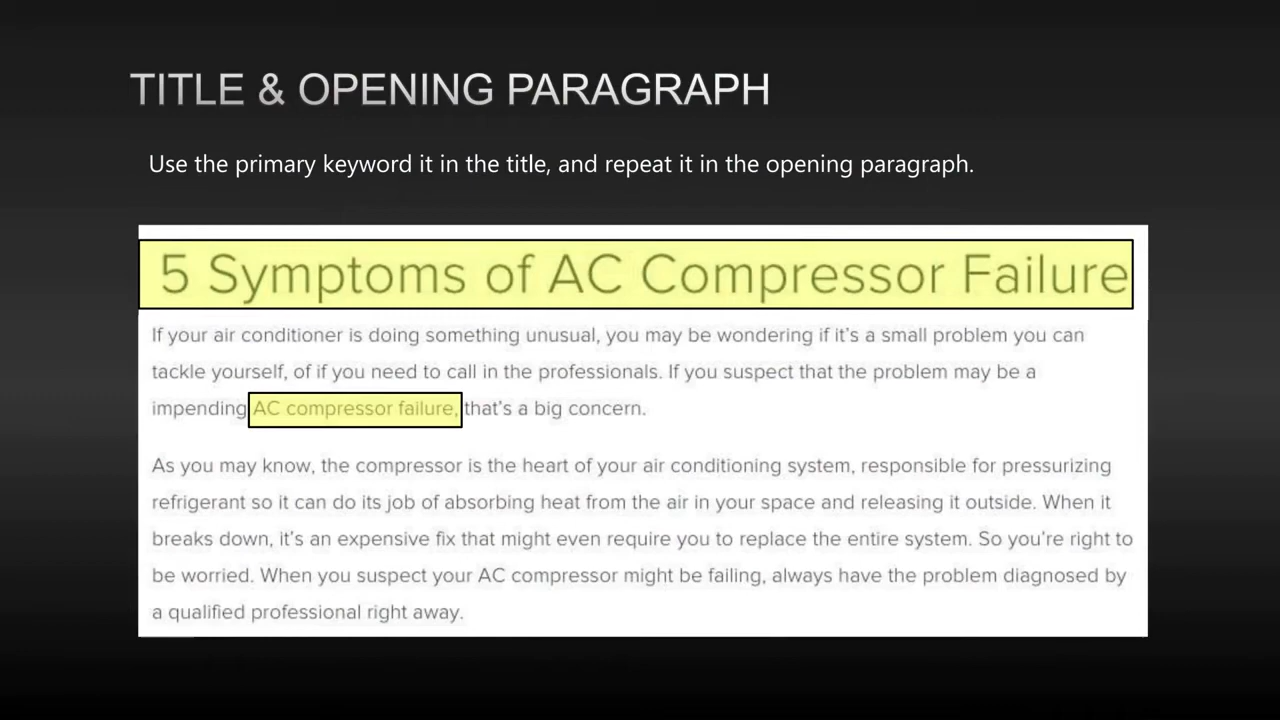 TITLE & OPENING PARAGRAPH
Use the primary keyword it in the title, and repeat it in the opening paragraph.
5 Symptoms of AC Compressor Failure
If your air conditioner is doing something unusual, you may be wondering if it's a small problem you can
tackle yourself, of if you need to call in the professionals. If you suspect that the problem may be a
impending AC compressor failure, that's a big concern.
As you may know, the compressor is the heart of your air conditioning system, responsible for pressurizing
refrigerant so it can do its job of absorbing heat from the air in your space and releasing it outside. When it
breaks down, it's an expensive fix that might even require you to replace the entire system. So you're right to
be worried. When you suspect your AC compressor might be failing, always have the problem diagnosed by
a qualified professional right away.